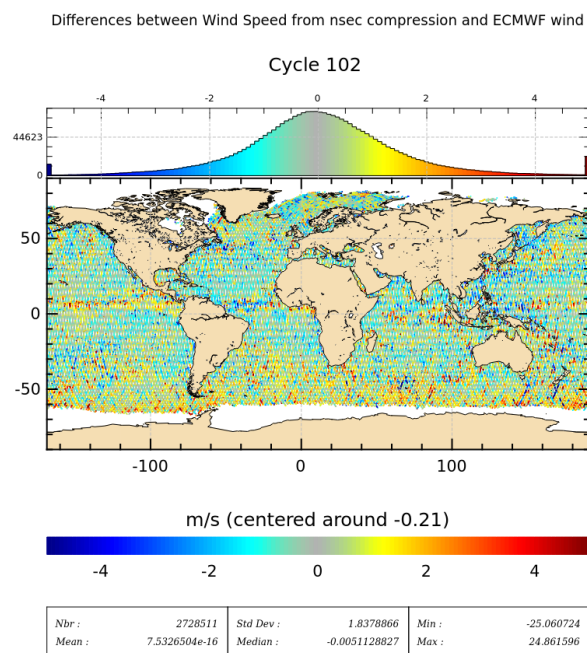 Differences between Wind Speed from nsec compression and ECMWF wind
Cycle 102
-4 -2 0 2 4
44623
0
50
0
-50
-100 0 100
m/s (centered around -0.21)
-4 -2 0 2 4
Nbr : 2728511 Std Dev : 1.8378866 Min : -25.060724
Mean : 7.5326504e-16 Median : -0.0051128827 Max : 24.861596